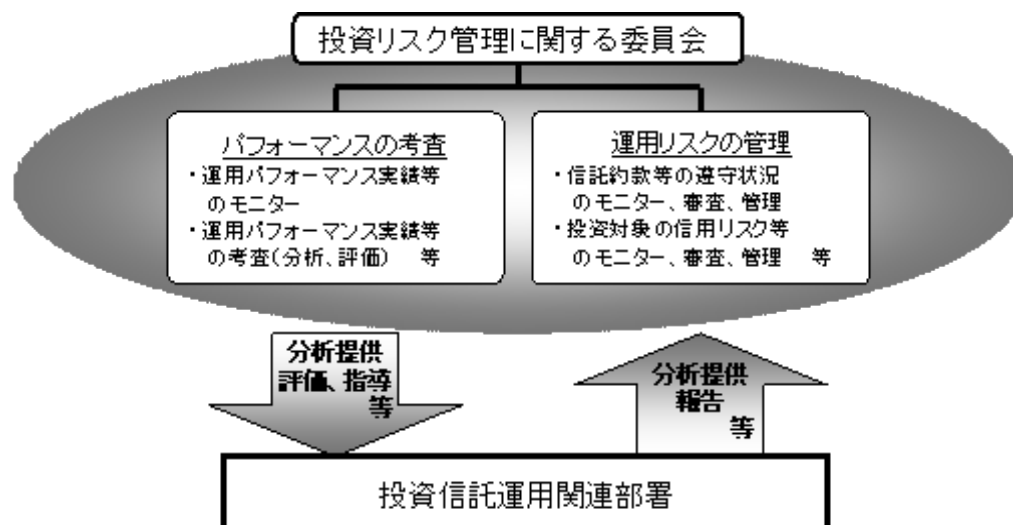 投資リスク管理に関する委員会
パフォーマンスの考査
・運用パフォーマンス実績等
のモニター
・運用パフォーマンス実績等
の考査(分析、評価) 等
運用リスクの管理
・信託約款等の遵守状況
のモニター、審査、管理
・投資対象の信用リスク等
のモニター、審査、管理 等
分析提供
評価、指導
等
分析提供
報告
等
投資信託運用関連部署